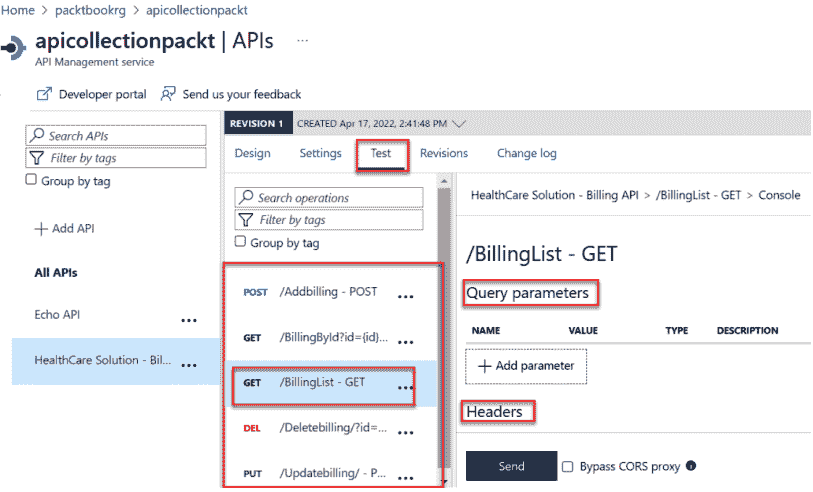 Home > packtbookrg > apicollectionpackt
apicollectionpackt | APIs ...
API Management service
Developer portal
Send us your feedback
Search APIs
Filter by tags
Group by tag
+ Add API
All APIs
Echo API ...
HealthCare Solution - Bil... ...
REVISION 1 CREATED Apr 17, 2022, 2:41:48 PM
Design Settings Test Revisions Change log
Search operations
Filter by tags
Group by tag
POST /Addbilling - POST ...
GET /BillingById?id={id}... ...
GET /BillingList - GET ...
DEL /Deletebilling/?id=... ...
PUT /Updatebilling/ - P... ...
HealthCare Solution - Billing API > /BillingList - GET > Console
/BillingList - GET
Query parameters
NAME VALUE TYPE DESCRIPTION
+ Add parameter
Headers
Send Bypass CORS proxy